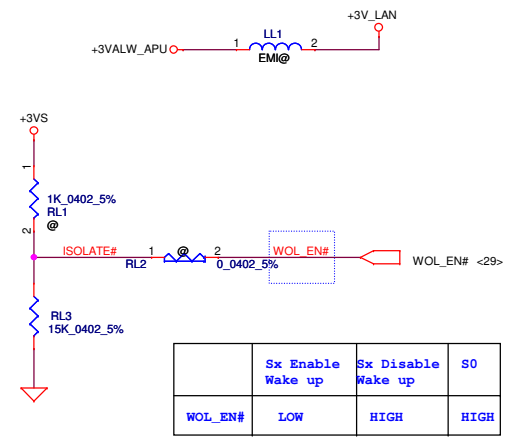 +3V_LAN
LL1
+3VALW_APU 1 2
EMI@
+3VS
1
1K_0402_5%
RL1
@
2
ISOLATE# 1 @ 2 WOL_EN#
RL2 0_0402_5%
WOL_EN# <29>
RL3
15K_0402_5%
Sx Enable Wake up Sx Disable Wake up S0
WOL_EN# LOW HIGH HIGH